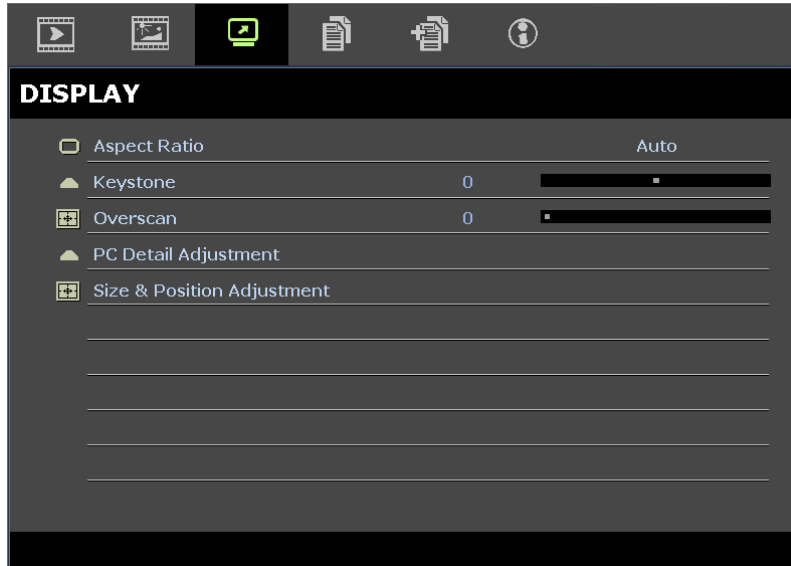 DISPLAY
Aspect Ratio Auto
Keystone 0
Overscan 0
PC Detail Adjustment
Size & Position Adjustment